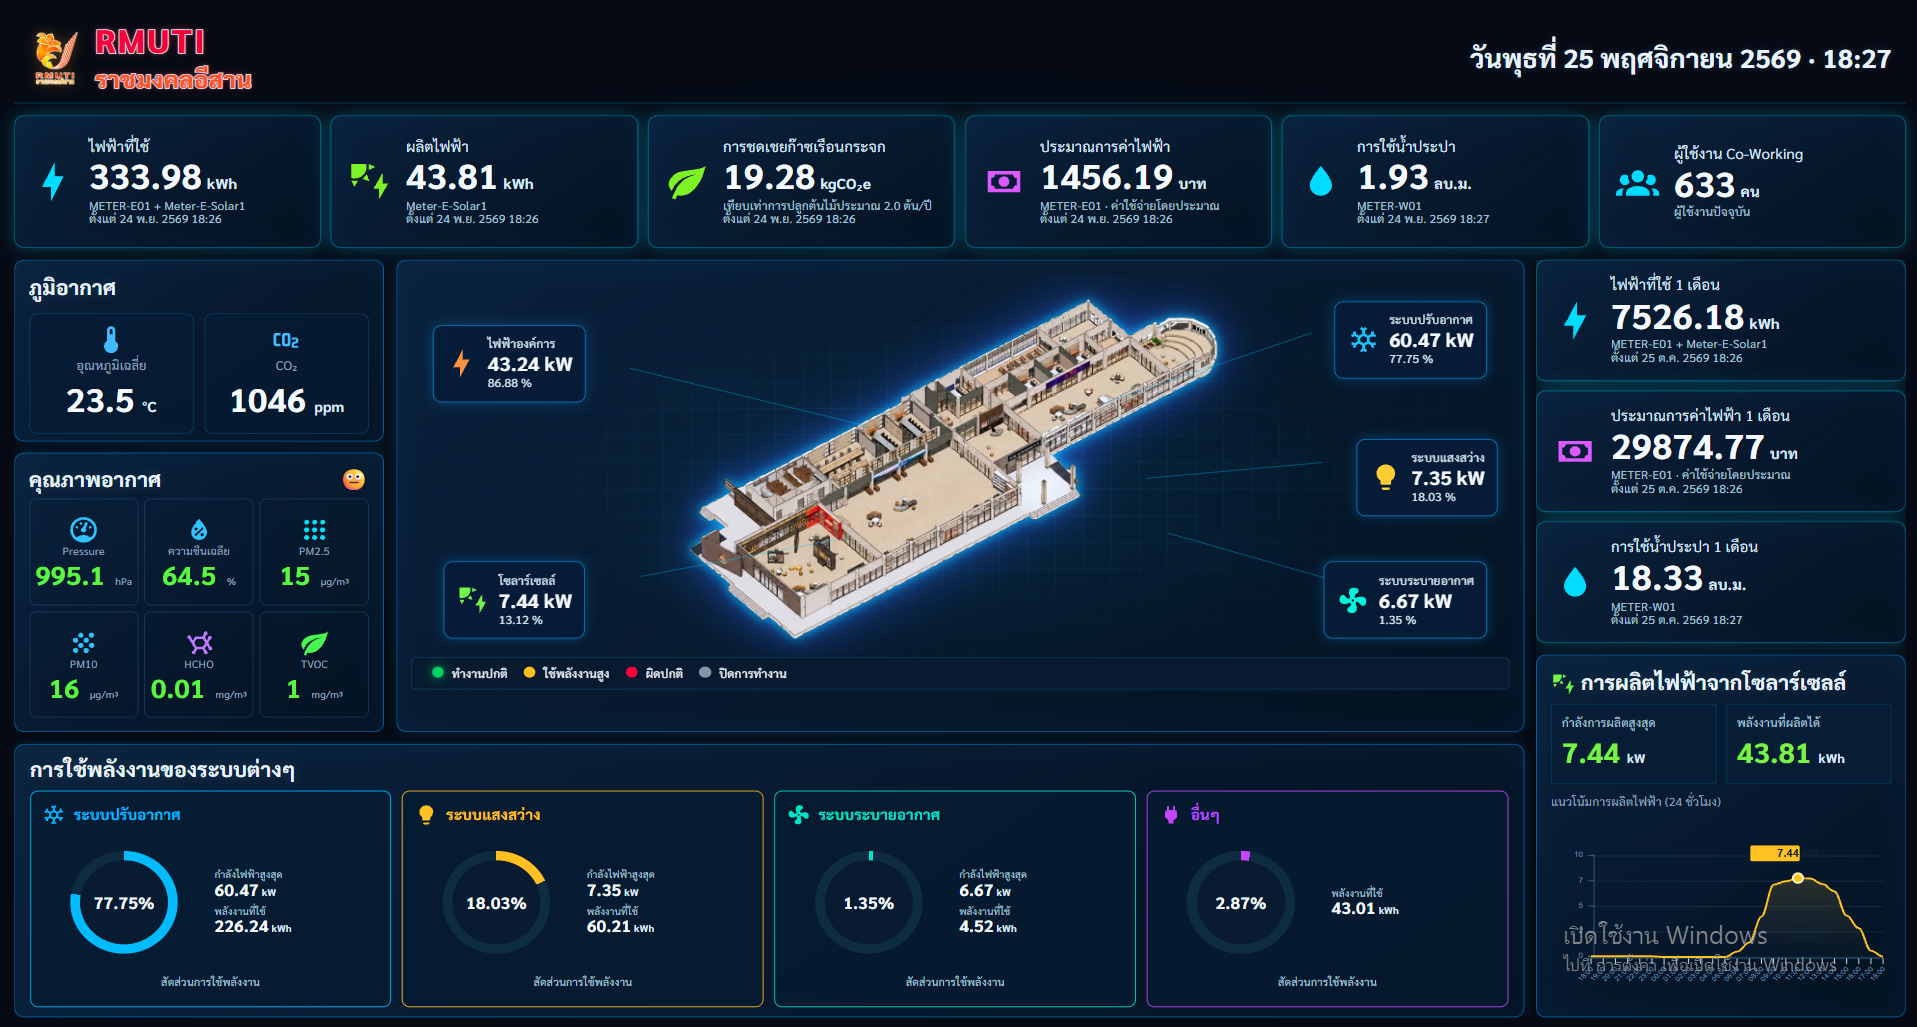 RMUTI
ราชมงคลอีสาน
RMUTI
วันพุธที่ 25 พฤศจิกายน 2569 · 18:27
ไฟฟ้าที่ใช้
333.98 kWh
METER-E01 + Meter-E-Solar1
ตั้งแต่ 24 พ.ย. 2569 18:26
ผลิตไฟฟ้า
43.81 kWh
Meter-E-Solar1
ตั้งแต่ 24 พ.ย. 2569 18:26
การชดเชยก๊าซเรือนกระจก
19.28 kgCO₂e
เทียบเท่าการปลูกต้นไม้ประมาณ 2.0 ต้น/ปี
ตั้งแต่ 24 พ.ย. 2569 18:26
ประมาณการค่าไฟฟ้า
1456.19 บาท
METER-E01 · ค่าใช้จ่ายโดยประมาณ
ตั้งแต่ 24 พ.ย. 2569 18:26
การใช้น้ำประปา
1.93 ลบ.ม.
METER-W01
ตั้งแต่ 24 พ.ย. 2569 18:27
ผู้ใช้งาน Co-Working
633 คน
ผู้ใช้งานปัจจุบัน
ภูมิอากาศ
อุณหภูมิเฉลี่ย
23.5 °C
CO2
CO₂
1046 ppm
คุณภาพอากาศ
Pressure
995.1 hPa
ความชื้นเฉลี่ย
64.5 %
PM2.5
15 µg/m³
PM10
16 µg/m³
HCHO
0.01 mg/m³
TVOC
1 mg/m³
ไฟฟ้าองค์การ
43.24 kW
86.88 %
โซลาร์เซลล์
7.44 kW
13.12 %
ระบบปรับอากาศ
60.47 kW
77.75 %
ระบบแสงสว่าง
7.35 kW
18.03 %
ระบบระบายอากาศ
6.67 kW
1.35 %
ทำงานปกติ
ใช้พลังงานสูง
ผิดปกติ
ปิดการทำงาน
ไฟฟ้าที่ใช้ 1 เดือน
7526.18 kWh
METER-E01 + Meter-E-Solar1
ตั้งแต่ 25 ต.ค. 2569 18:26
ประมาณการค่าไฟฟ้า 1 เดือน
29874.77 บาท
METER-E01 · ค่าใช้จ่ายโดยประมาณ
ตั้งแต่ 25 ต.ค. 2569 18:26
การใช้น้ำประปา 1 เดือน
18.33 ลบ.ม.
METER-W01
ตั้งแต่ 25 ต.ค. 2569 18:27
การใช้พลังงานของระบบต่างๆ
ระบบปรับอากาศ
77.75%
กำลังไฟฟ้าสูงสุด
60.47 kW
พลังงานที่ใช้
226.24 kWh
สัดส่วนการใช้พลังงาน
ระบบแสงสว่าง
18.03%
กำลังไฟฟ้าสูงสุด
7.35 kW
พลังงานที่ใช้
60.21 kWh
สัดส่วนการใช้พลังงาน
ระบบระบายอากาศ
1.35%
กำลังไฟฟ้าสูงสุด
6.67 kW
พลังงานที่ใช้
4.52 kWh
สัดส่วนการใช้พลังงาน
อื่นๆ
2.87%
พลังงานที่ใช้
43.01 kWh
สัดส่วนการใช้พลังงาน
การผลิตไฟฟ้าจากโซลาร์เซลล์
กำลังการผลิตสูงสุด
7.44 kW
พลังงานที่ผลิตได้
43.81 kWh
แนวโน้มการผลิตไฟฟ้า (24 ชั่วโมง)
10
7
5
7.44 kW
เปิดใช้งาน Windows
ไปที่ การตั้งค่า เพื่อเปิดใช้งาน Windows